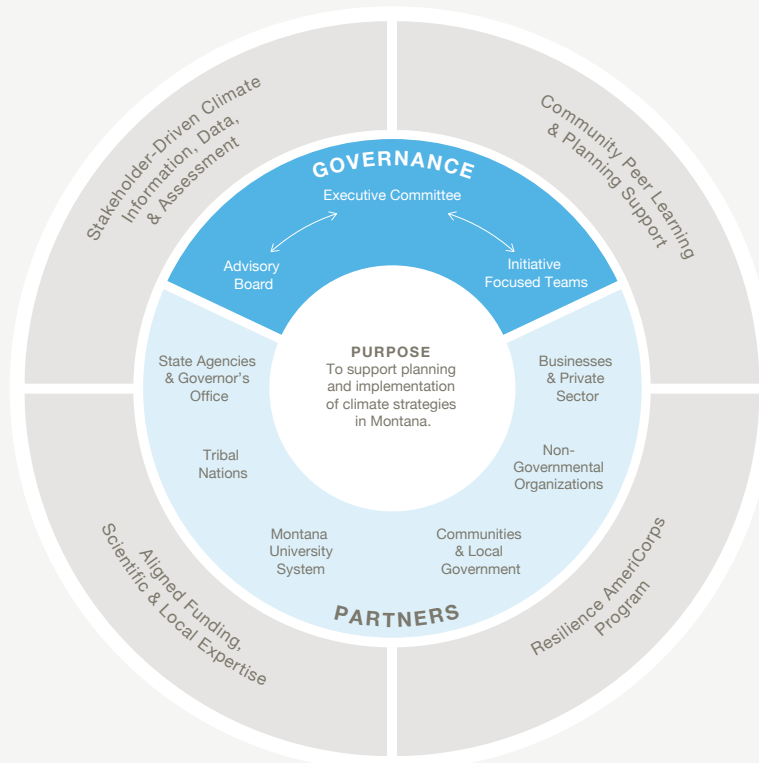 Stakeholder-Driven Climate
Information, Data,
& Assessment
Community Peer Learning
& Planning Support
GOVERNANCE
Executive Committee
Advisory
Board
Initiative
Focused Teams
PURPOSE
To support planning
and implementation
of climate strategies
in Montana.
State Agencies
& Governor's
Office
Businesses
& Private
Sector
Tribal
Nations
Non-
Governmental
Organizations
Montana
University
System
Communities
& Local
Government
PARTNERS
Aligned Funding,
Scientific & Local Expertise
Resilience AmeriCorps
Program